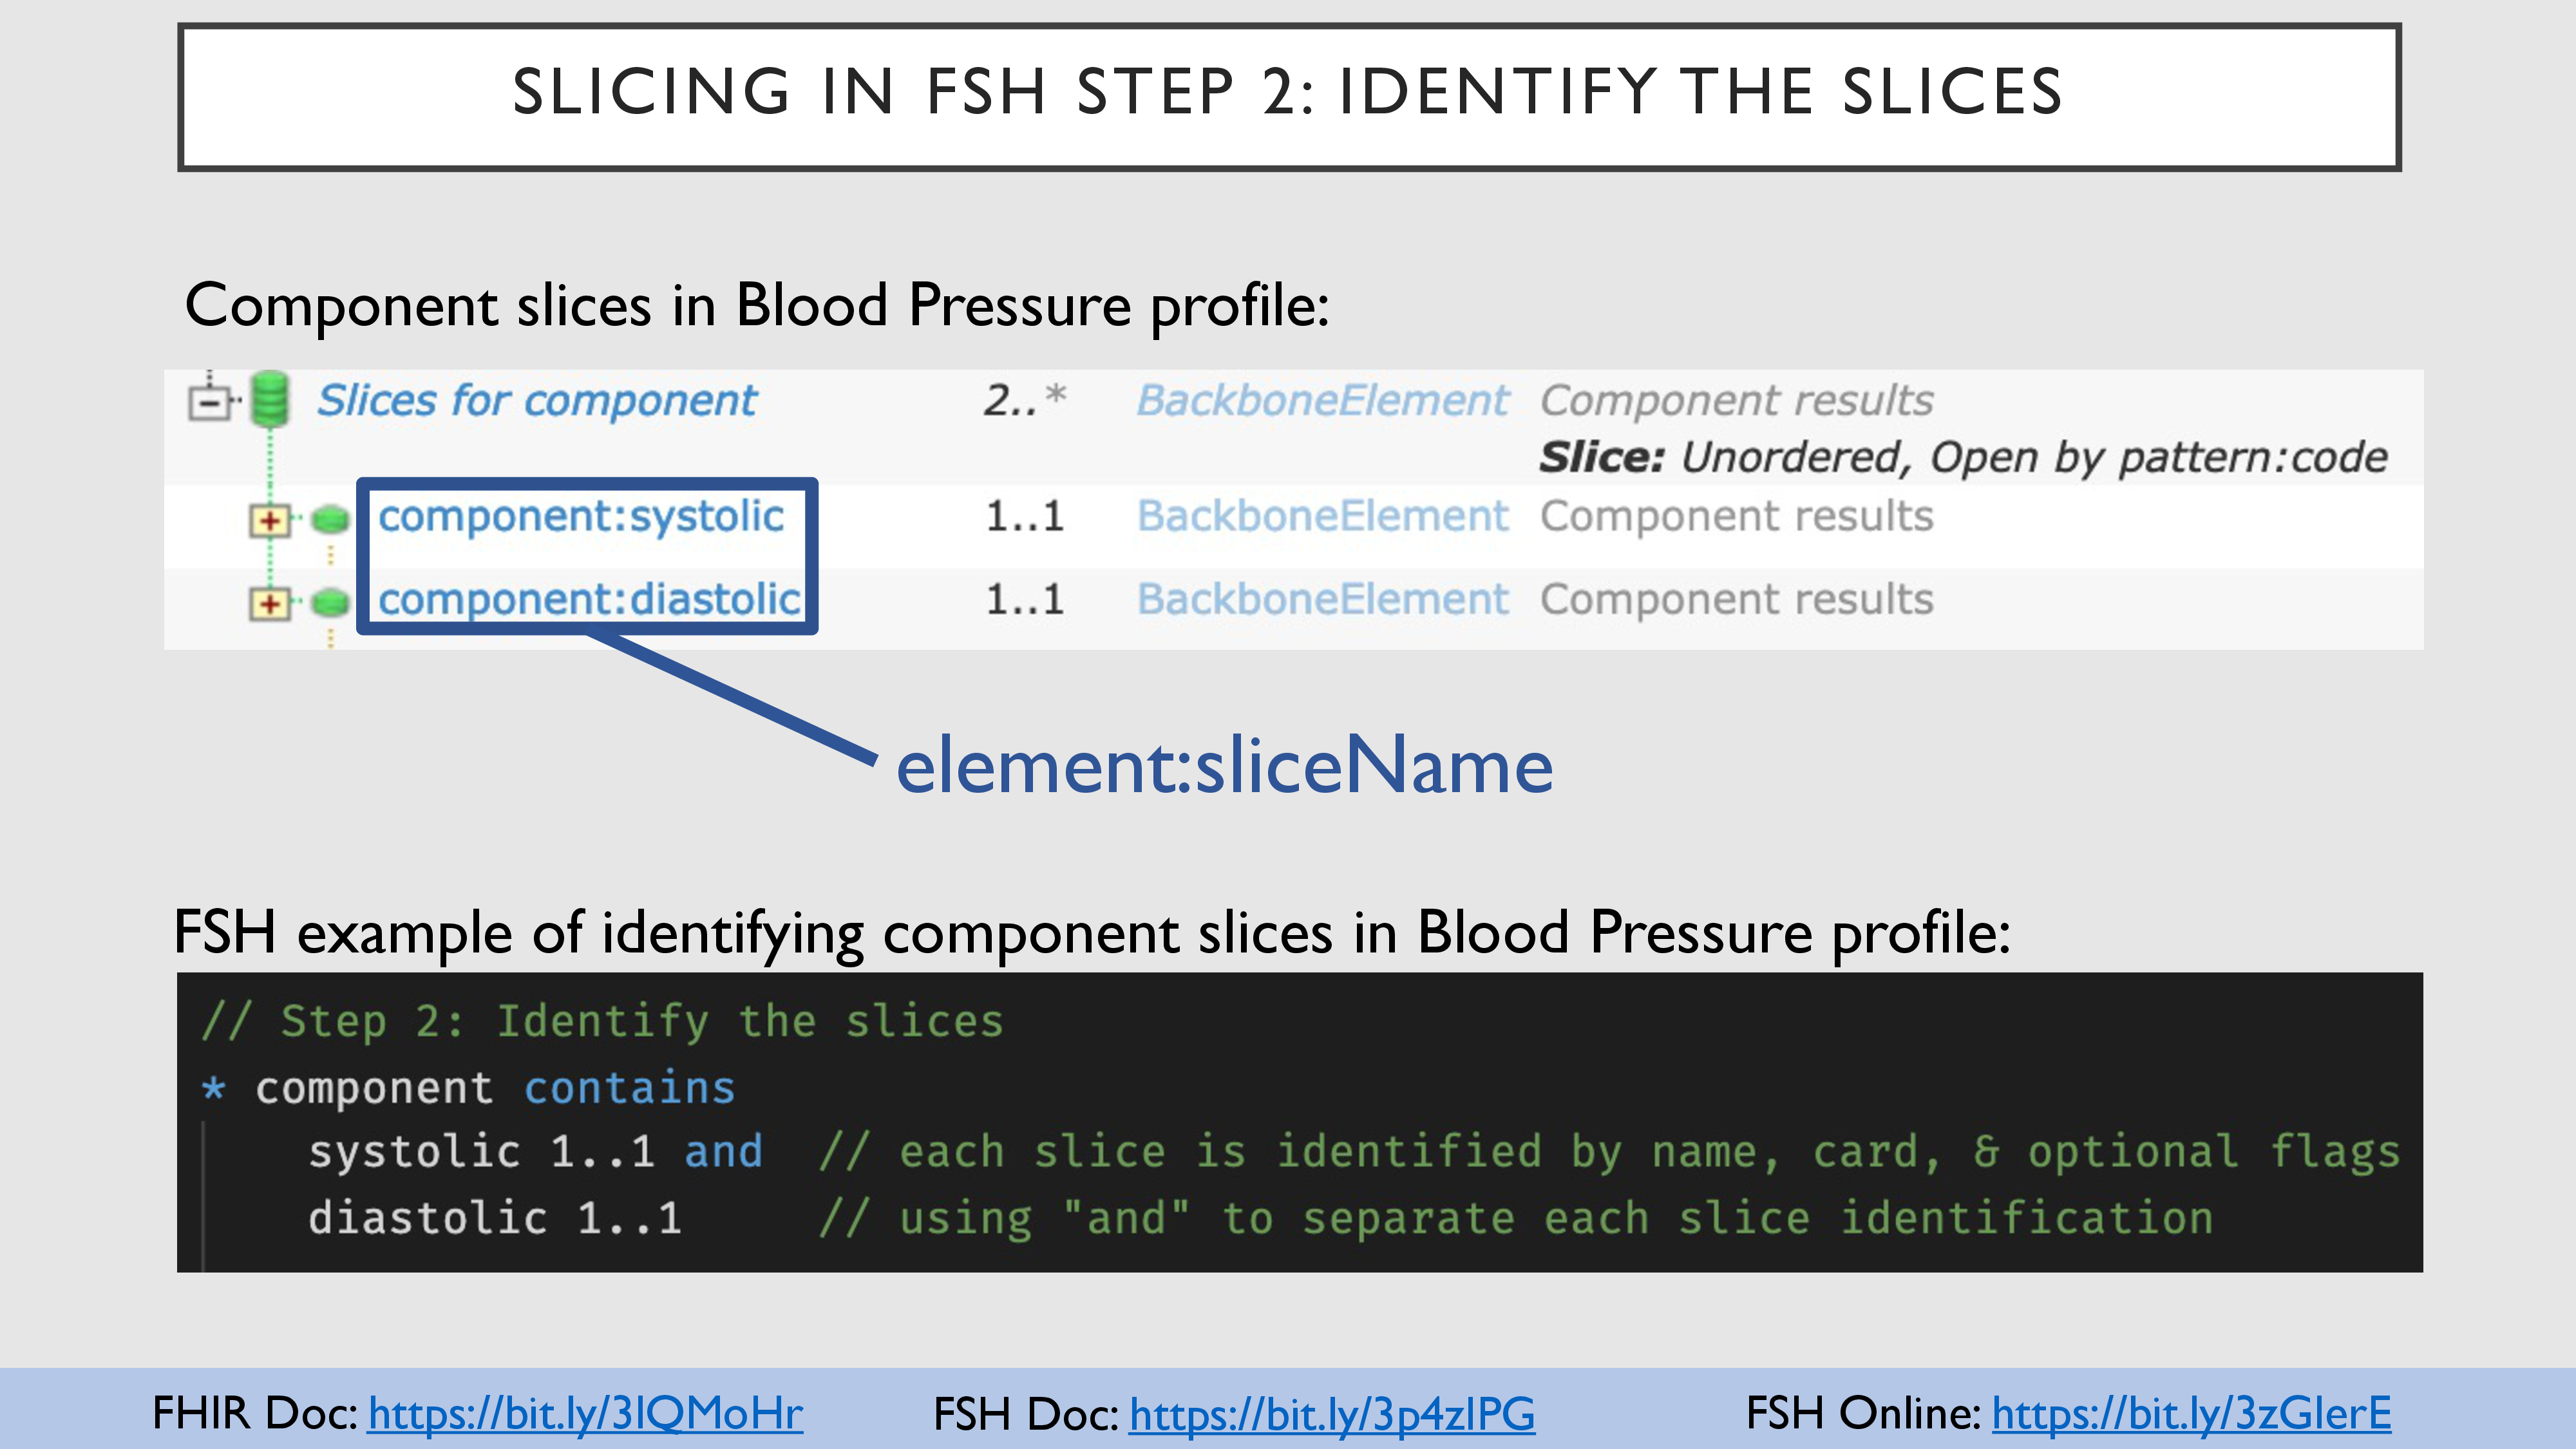 SLICING IN FSH STEP 2: IDENTIFY THE SLICES
Component slices in Blood Pressure profile:
Slices for component 2..* BackboneElement Component results
Slice: Unordered, Open by pattern:code
component:systolic 1..1 BackboneElement Component results
component:diastolic 1..1 BackboneElement Component results
element:sliceName
FSH example of identifying component slices in Blood Pressure profile:
// Step 2: Identify the slices
* component contains
systolic 1..1 and // each slice is identified by name, card, & optional flags
diastolic 1..1 // using "and" to separate each slice identification
FHIR Doc: https://bit.ly/3lQMoHr FSH Doc: https://bit.ly/3p4zlPG FSH Online: https://bit.ly/3zGlerE